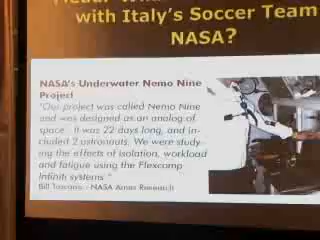 with Italy's Soccer Team
NASA?
NASA's Underwater Nemo Nine
Project
"Our project was called Nemo Nine
and was designed as an analog of
space. It was 22 days long, and in-
cluded 2 astronauts. We were study-
ing the effects of isolation, workload
and fatigue using the Flexcomp
Infiniti systems."
Bill Toscano - NASA Ames Research